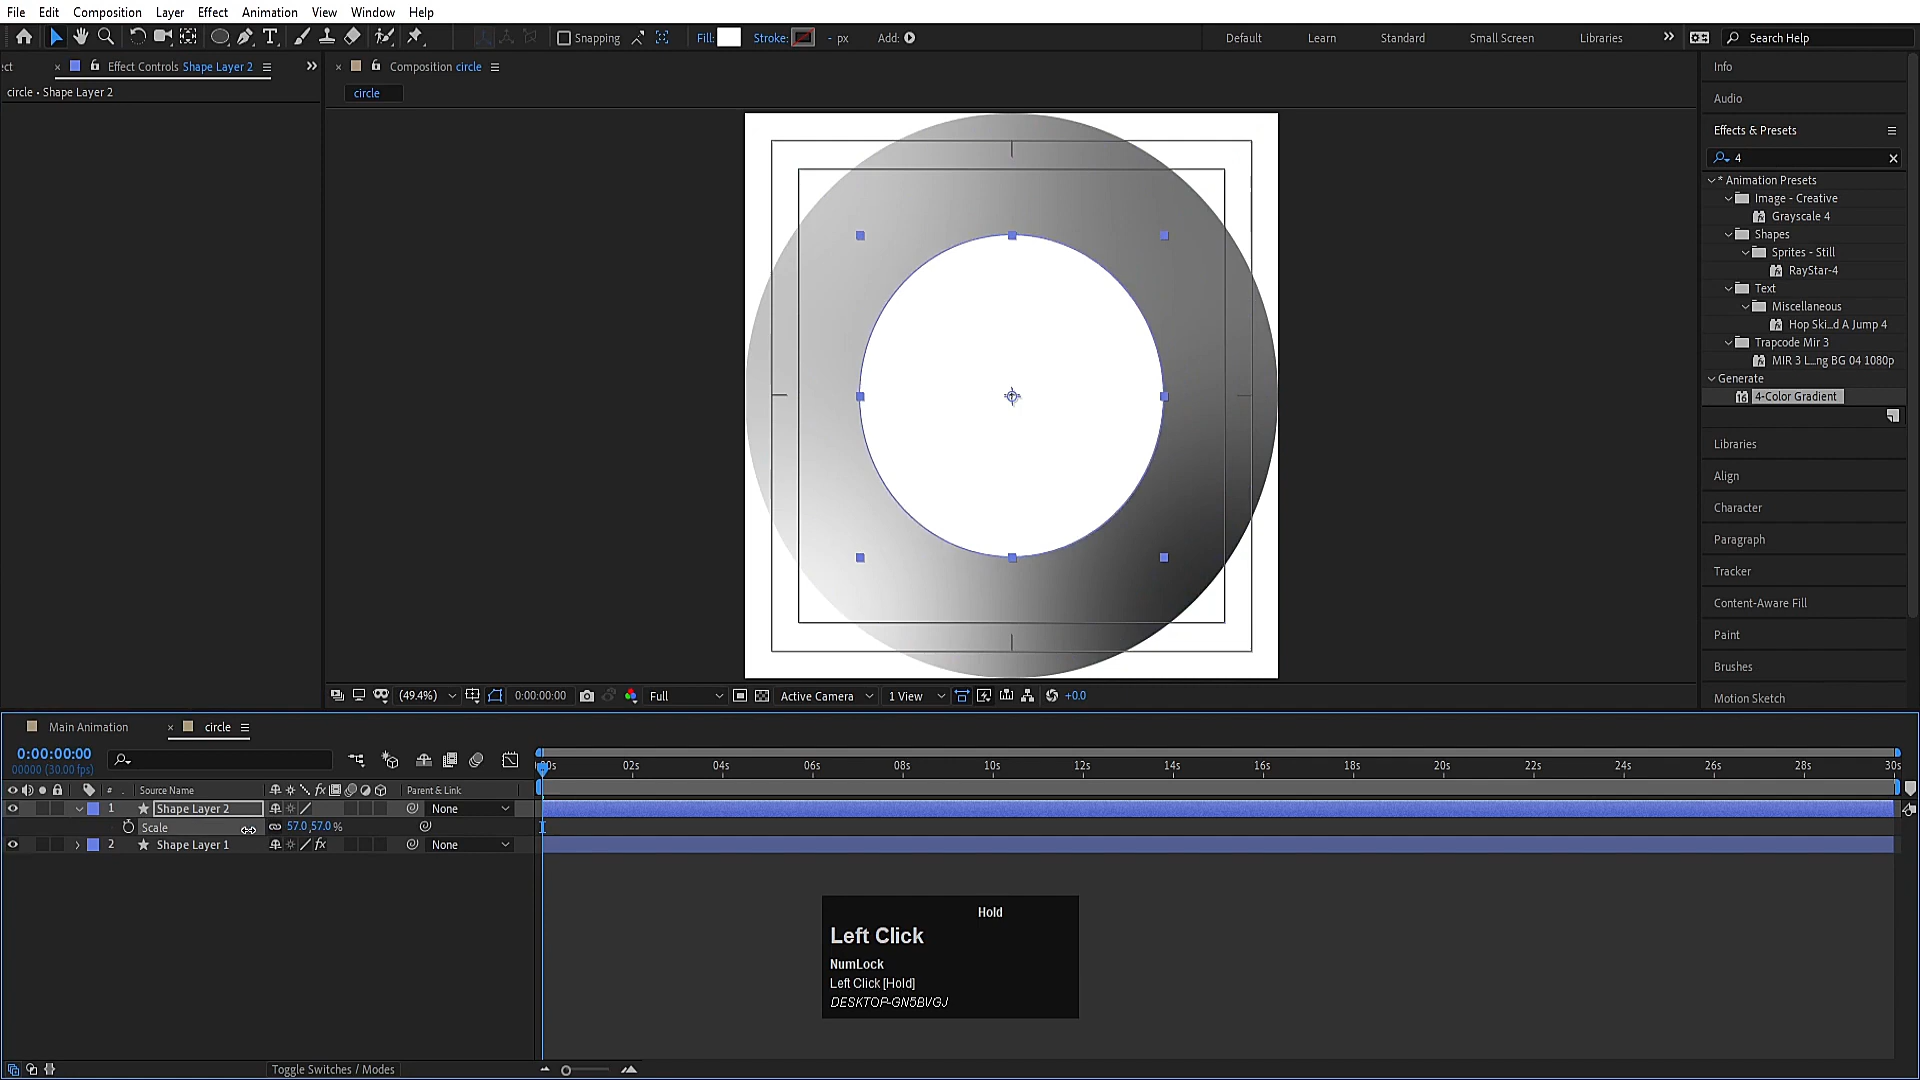 File Edit Composition Layer Effect Animation View Window Help
Snapping Fill: Stroke: - px Add: Default Learn Standard Small Screen Libraries Search Help
ct Effect Controls Shape Layer 2
circle • Shape Layer 2
Composition circle
circle
Info
Audio
Effects & Presets
4
* Animation Presets
Image - Creative
Grayscale 4
Shapes
Sprites - Still
RayStar-4
Text
Miscellaneous
Hop Ski...d A Jump 4
Trapcode Mir 3
MIR 3 L...ng BG 04 1080p
Generate
4-Color Gradient
Libraries
Align
Character
Paragraph
Tracker
Content-Aware Fill
Paint
Brushes
Motion Sketch
(49.4%) 0:00:00:00 Full Active Camera 1 View +0.0
Main Animation circle
0:00:00:00
00000 (30.00 fps)
:00s 02s 04s 06s 08s 10s 12s 14s 16s 18s 20s 22s 24s 26s 28s 30s
# . Source Name fx Parent & Link
1 Shape Layer 2 None
Scale 57.0,57.0%
2 Shape Layer 1 fx None
Hold
Left Click
NumLock
Left Click [Hold]
DESKTOP-GN5BVGJ
Toggle Switches / Modes